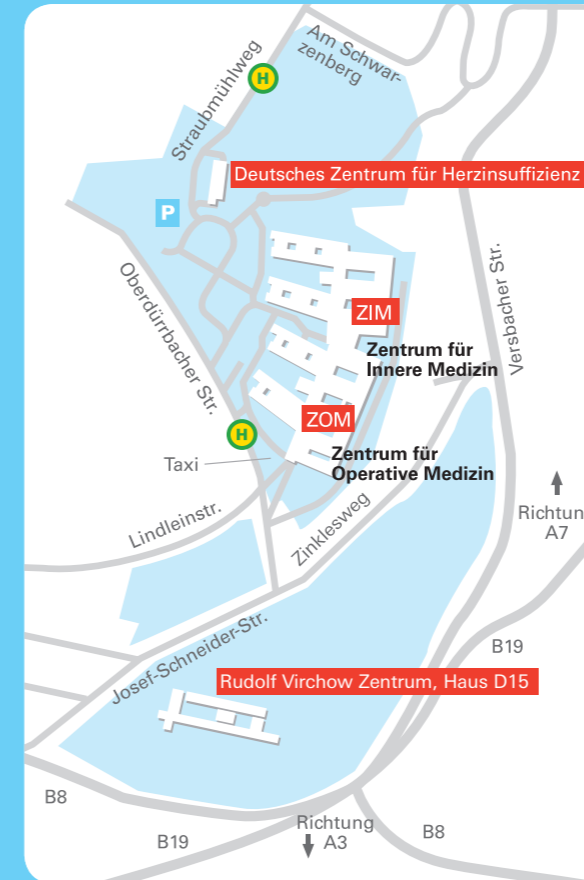 Am Schwar-
zenberg
Straubmühlweg
H
Deutsches Zentrum für Herzinsuffizienz
P
Oberdürrbacher Str.
Versbacher Str.
ZIM
Zentrum für
Innere Medizin
ZOM
H
Zentrum für
Operative Medizin
Taxi
Lindleinstr.
Zinklesweg
Richtun
A7
Josef-Schneider-Str.
B19
Rudolf Virchow Zentrum, Haus D15
B8
B19
Richtung
A3
B8